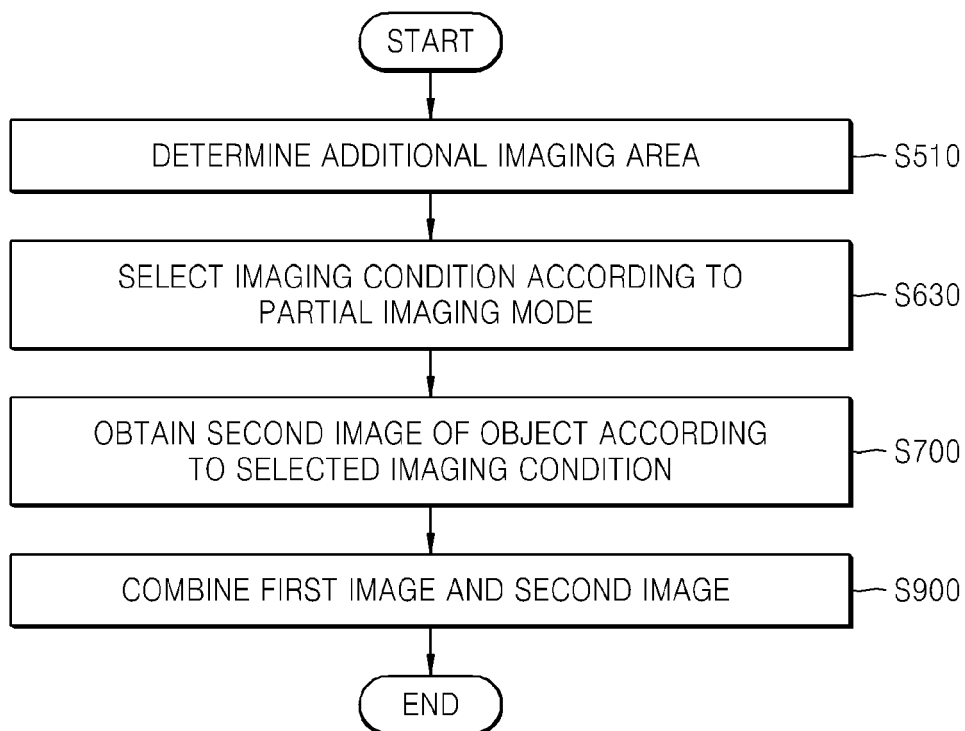 START
DETERMINE ADDITIONAL IMAGING AREA
S510
SELECT IMAGING CONDITION ACCORDING TO
PARTIAL IMAGING MODE
S630
OBTAIN SECOND IMAGE OF OBJECT ACCORDING
TO SELECTED IMAGING CONDITION
S700
COMBINE FIRST IMAGE AND SECOND IMAGE
S900
END